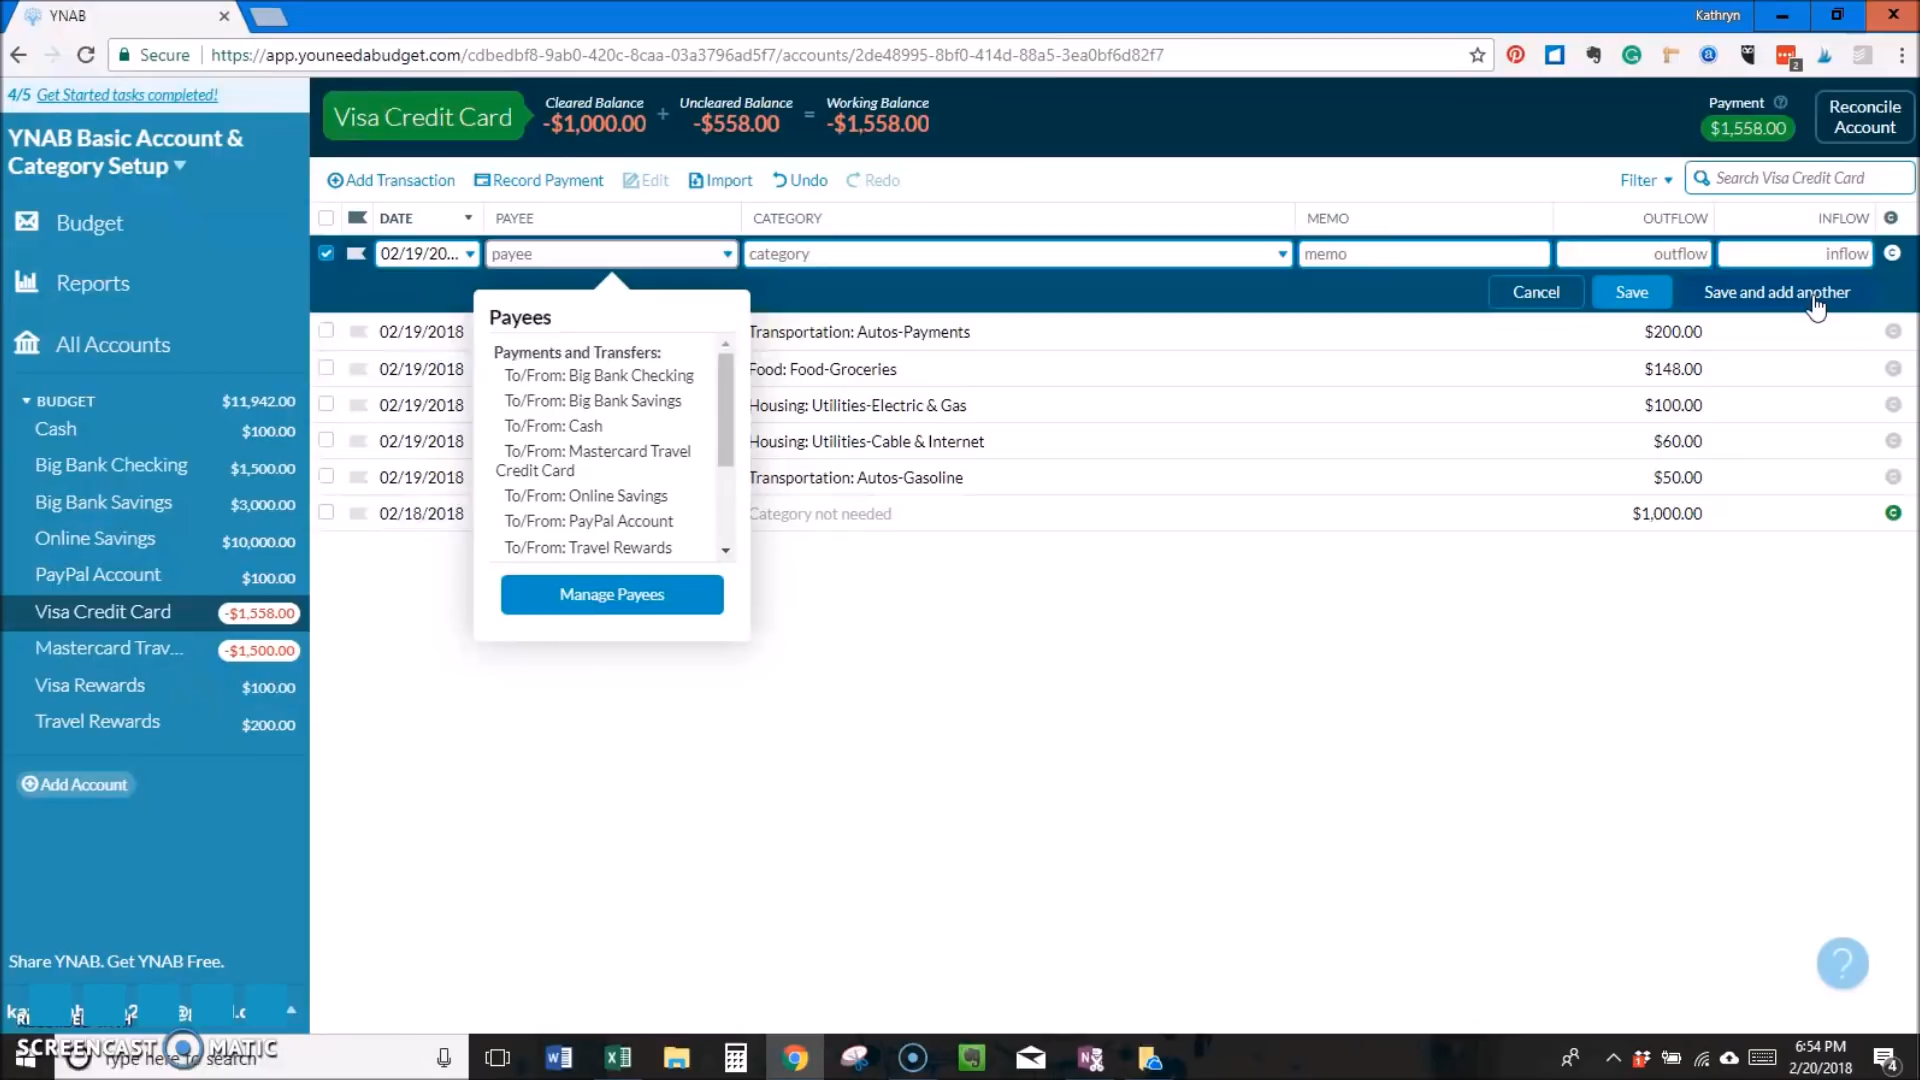 YNAB
Kathryn
Secure
https://app.youneedabudget.com/cdbedbf8-9ab0-420c-8caa-03a3796ad5f7/accounts/2de48995-8bf0-414d-88a5-3ea0bf6d82f7
4/5 Get Started tasks completed!
YNAB Basic Account &
Category Setup
Budget
Reports
All Accounts
BUDGET $11,942.00
Cash $100.00
Big Bank Checking $1,500.00
Big Bank Savings $3,000.00
Online Savings $10,000.00
PayPal Account $100.00
Visa Credit Card -$1,558.00
Mastercard Trav... -$1,500.00
Visa Rewards $100.00
Travel Rewards $200.00
Add Account
Share YNAB. Get YNAB Free.
Visa Credit Card
Cleared Balance + Uncleared Balance = Working Balance
-$1,000.00 -$558.00 -$1,558.00
Payment ?
$1,558.00
Reconcile
Account
Add Transaction Record Payment Edit Import Undo Redo
Filter
Search Visa Credit Card
DATE PAYEE CATEGORY MEMO OUTFLOW INFLOW C
02/19/20... payee category memo outflow inflow C
Cancel Save Save and add another
02/19/2018 Transportation: Autos-Payments $200.00 C
02/19/2018 Food: Food-Groceries $148.00 C
02/19/2018 Housing: Utilities-Electric & Gas $100.00 C
02/19/2018 Housing: Utilities-Cable & Internet $60.00 C
02/19/2018 Transportation: Autos-Gasoline $50.00 C
02/18/2018 Category not needed $1,000.00 C
Payees
Payments and Transfers:
To/From: Big Bank Checking
To/From: Big Bank Savings
To/From: Cash
To/From: Mastercard Travel
Credit Card
To/From: Online Savings
To/From: PayPal Account
To/From: Travel Rewards
Manage Payees
?
SCREENCAST MATIC
Type here to search
6:54 PM
2/20/2018
4